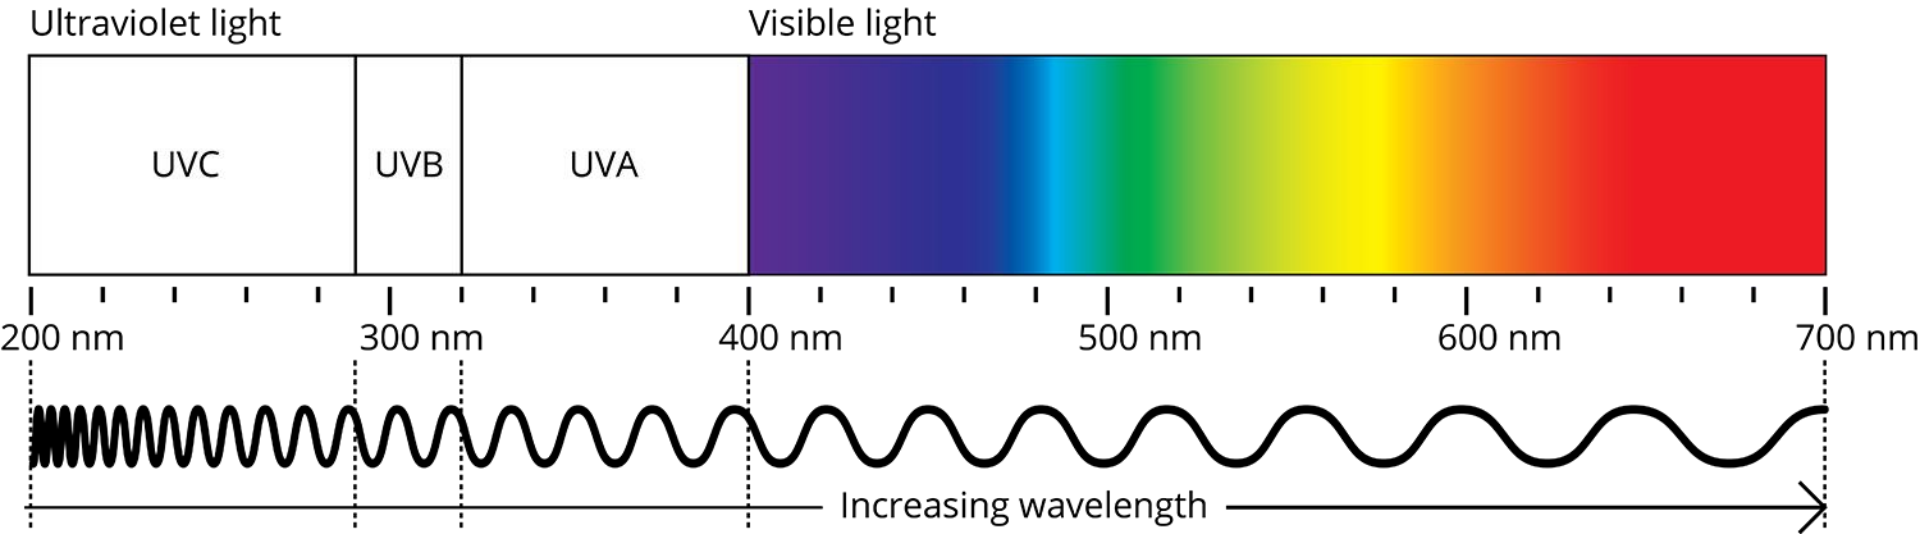 Ultraviolet light Visible light
UVC UVB UVA
200 nm 300 nm 400 nm 500 nm 600 nm 700 nm
Increasing wavelength